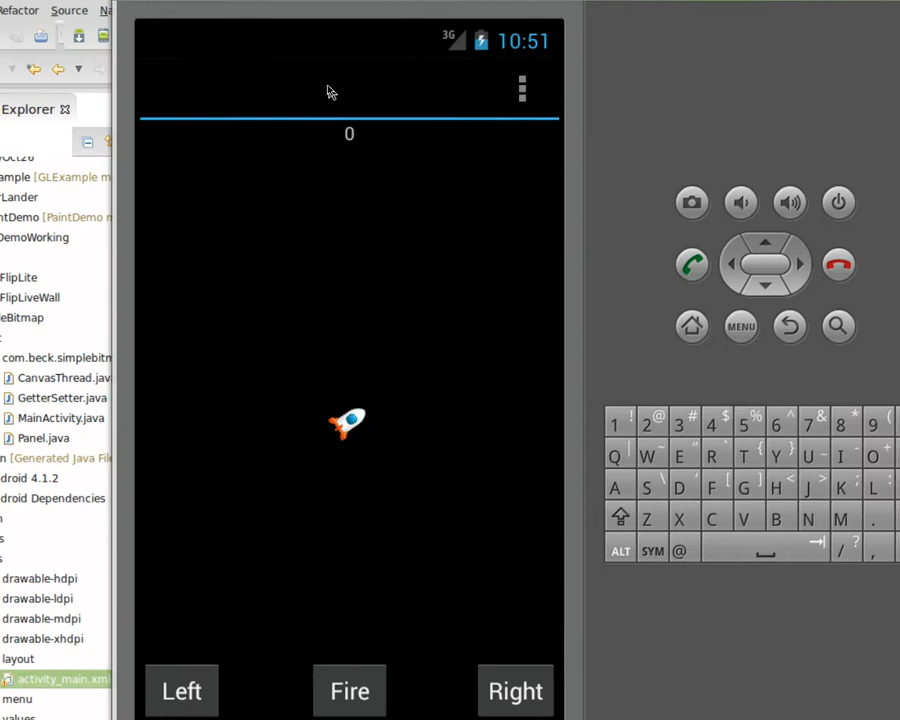 Refactor Source Na
Explorer
3G 10:51
0
ample [GLExample m
rLander
ntDemo [PaintDemo
DemoWorking
FlipLite
FlipLiveWall
leBitmap
com.beck.simplebitm
CanvasThread.java
GetterSetter.java
MainActivity.java
Panel.java
n [Generated Java File
droid 4.1.2
droid Dependencies
drawable-hdpi
drawable-ldpi
drawable-mdpi
drawable-xhdpi
layout
activity_main.xml
menu
values
Left Fire Right
MENU
1 ! 2 @ 3 # 4 $ 5 % 6 ^ 7 & 8 * 9 (
Q | W ~ E " R ` T { Y } U _ I - O +
A S \ D ' F [ G ] H < J > K ; L :
Z X C V B N M .
ALT SYM @ / ? ,